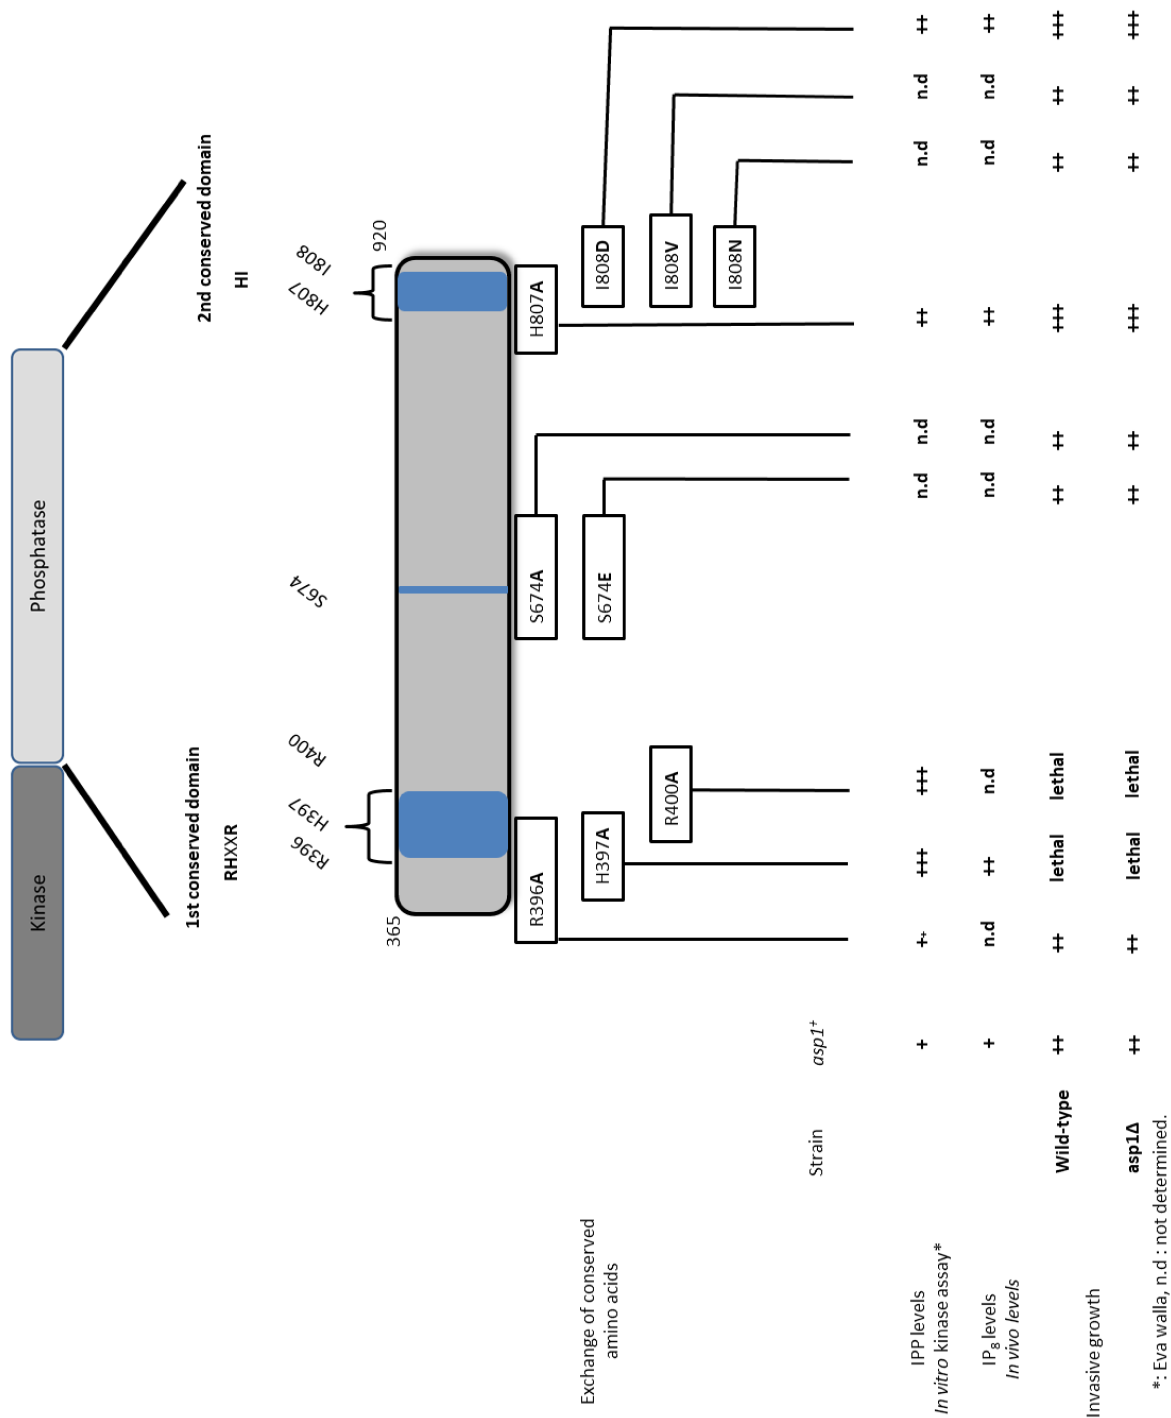 Kinase
Phosphatase
1st conserved domain
RHXXR
2nd conserved domain
HI
R396
H397
R400
S674
H807
I808
365
920
Exchange of conserved
amino acids
R396A
S674A
H807A
H397A
S674E
I808D
R400A
I808V
I808N
Strain
asp1⁺
IPP levels
In vitro kinase assay*
+
++
+++
+++
n.d
n.d
++
n.d
n.d
++
IP₈ levels
In vivo levels
+
n.d
++
n.d
n.d
n.d
++
n.d
n.d
++
Invasive growth
Wild-type
++
++
lethal
lethal
++
++
+++
++
++
+++
asp1Δ
++
++
lethal
lethal
++
++
+++
++
++
+++
*: Eva walla, n.d : not determined.